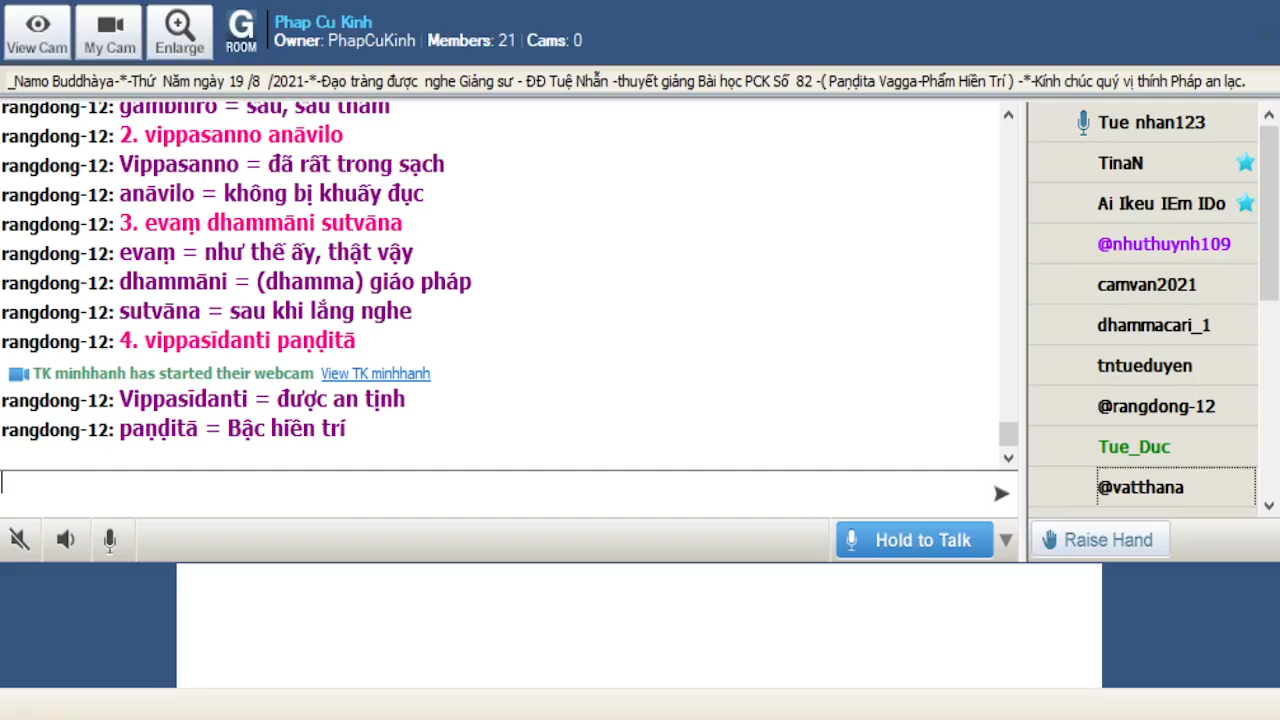 View Cam
My Cam
Enlarge
G
ROOM
Phap Cu Kinh
Owner: PhapCuKinh | Members: 21 | Cams: 0
_Namo Buddhàya-*-Thứ Năm ngày 19 /8 /2021-*-Đạo tràng được nghe Giảng sư - ĐĐ Tuệ Nhẫn -thuyết giảng Bài học PCK Số 82 -( Paṇḍita Vagga-Phẩm Hiền Trí ) -*-Kính chúc quý vị thính Pháp an lạc.
rangdong-12: gambhīro = sâu, sâu thẳm
rangdong-12: 2. vippasanno anāvilo
rangdong-12: Vippasanno = đã rất trong sạch
rangdong-12: anāvilo = không bị khuấy đục
rangdong-12: 3. evaṃ dhammāni sutvāna
rangdong-12: evaṃ = như thế ấy, thật vậy
rangdong-12: dhammāni = (dhamma) giáo pháp
rangdong-12: sutvāna = sau khi lắng nghe
rangdong-12: 4. vippasīdanti paṇḍitā
TK minhhanh has started their webcam View TK minhhanh
rangdong-12: Vippasīdanti = được an tịnh
rangdong-12: paṇḍitā = Bậc hiền trí
Tue nhan123
TinaN
Ai Ikeu IEm IDo
@nhuthuynh109
camvan2021
dhammacari_1
tntueduyen
@rangdong-12
Tue_Duc
@vatthana
Hold to Talk
Raise Hand